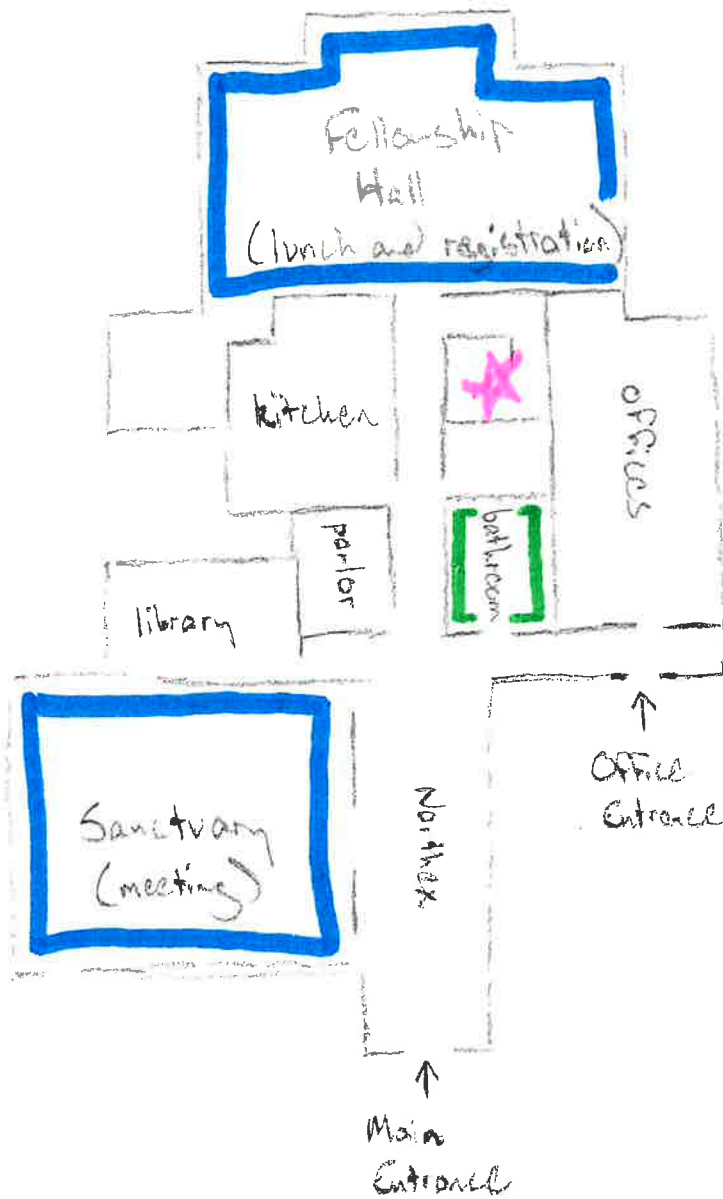 Fellowship
Hall
(lunch and registration)
kitchen
offices
parlor
bathroom
library
Office
Entrance
Sanctuary
(meeting)
Narthex
Main
Entrance